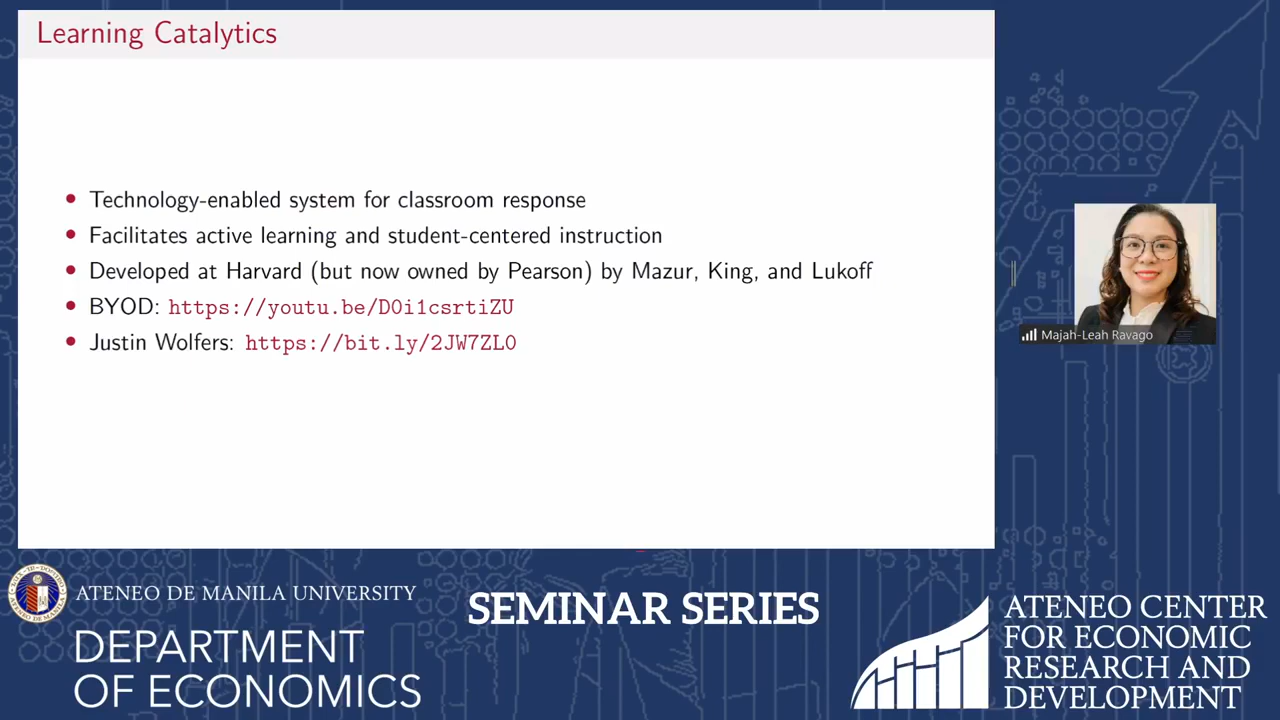 Learning Catalytics
• Technology-enabled system for classroom response
• Facilitates active learning and student-centered instruction
• Developed at Harvard (but now owned by Pearson) by Mazur, King, and Lukoff
• BYOD: https://youtu.be/D0i1csrtiZU
• Justin Wolfers: https://bit.ly/2JW7ZL0
Majah-Leah Ravago
ATENEO DE MANILA UNIVERSITY
DEPARTMENT
OF ECONOMICS
SEMINAR SERIES
ATENEO CENTER
FOR ECONOMIC
RESEARCH AND
DEVELOPMENT